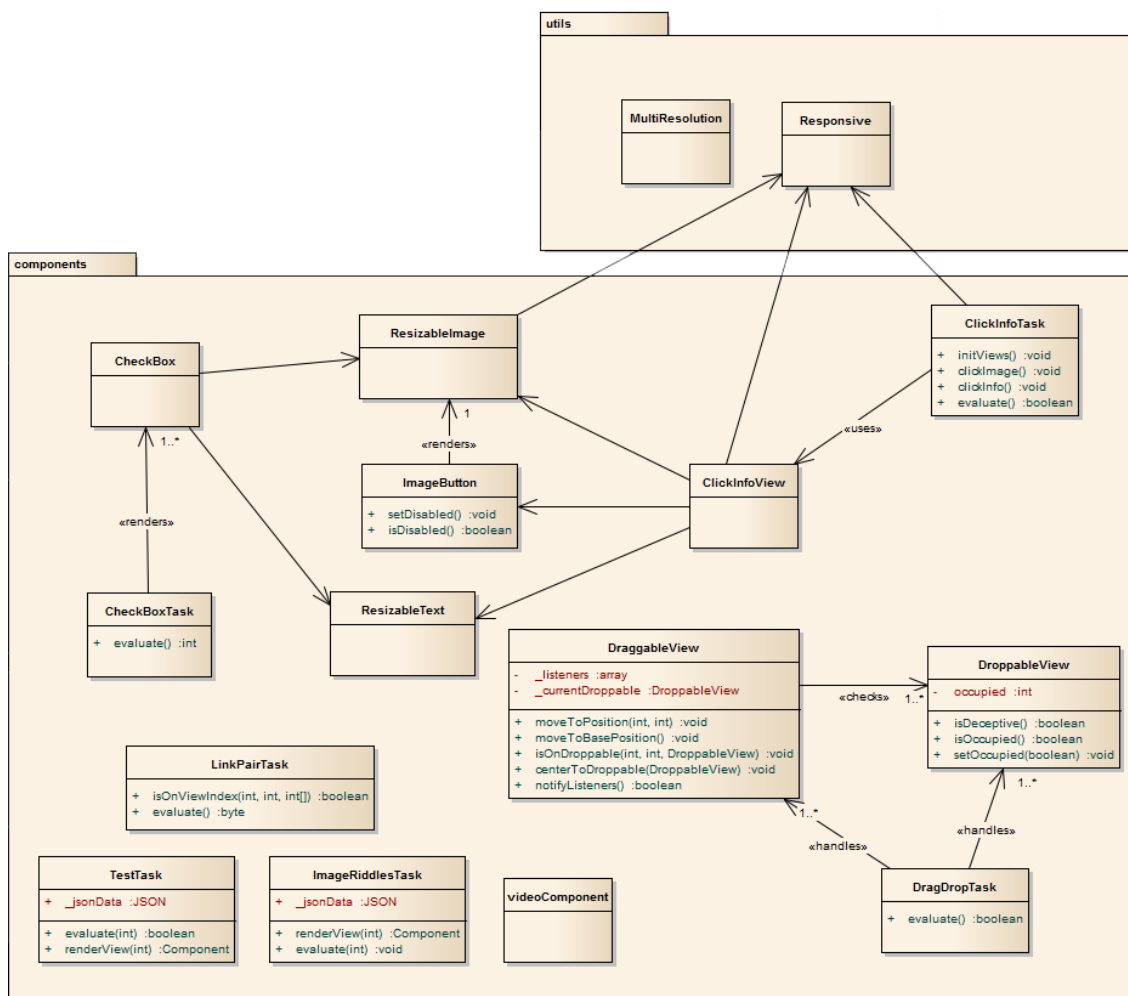 utils
MultiResolution
Responsive
components
ResizableImage
ClickInfoTask
+ initViews() :void
+ clickImage() :void
+ clickInfo() :void
+ evaluate() :boolean
CheckBox
1
1..*
«renders»
«uses»
ImageButton
+ setDisabled() :void
+ isDisabled() :boolean
ClickInfoView
«renders»
CheckBoxTask
+ evaluate() :int
ResizableText
DraggableView
- _listeners :array
- _currentDroppable :DroppableView
+ moveToPosition(int, int) :void
+ moveToBasePosition() :void
+ isOnDroppable(int, int, DroppableView) :void
+ centerToDroppable(DroppableView) :void
+ notifyListeners() :boolean
«checks»
1..*
DroppableView
- occupied :int
+ isDeceptive() :boolean
+ isOccupied() :boolean
+ setOccupied(boolean) :void
LinkPairTask
+ isOnViewIndex(int, int, int[]) :boolean
+ evaluate() :byte
1..*
1..*
«handles»
«handles»
TestTask
+ _jsonData :JSON
+ evaluate(int) :boolean
+ renderView(int) :Component
ImageRiddlesTask
+ _jsonData :JSON
+ renderView(int) :Component
+ evaluate(int) :void
videoComponent
DragDropTask
+ evaluate() :boolean